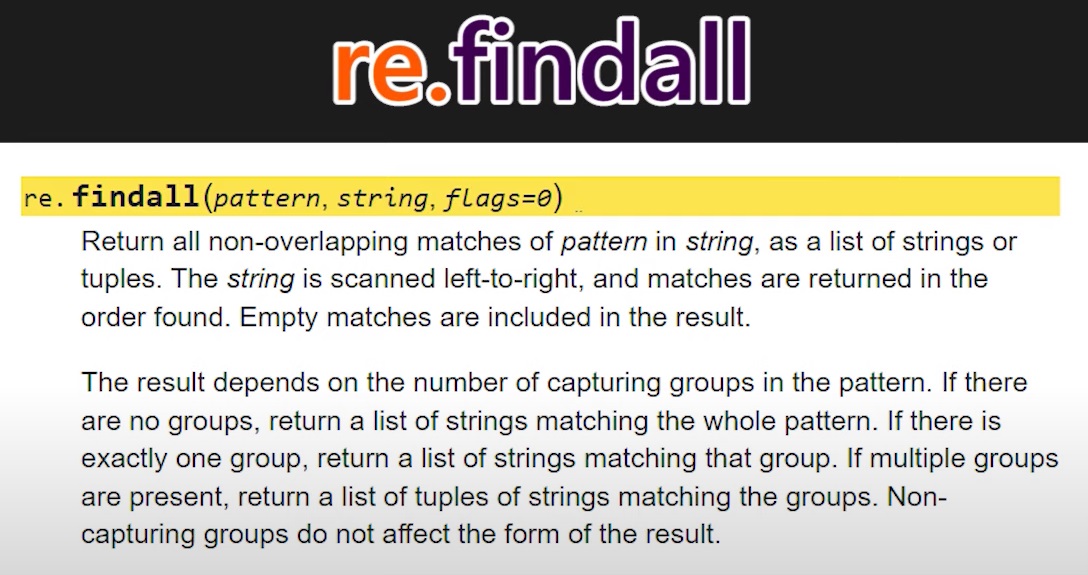 re.findall
re.findall(pattern, string, flags=0)
Return all non-overlapping matches of pattern in string, as a list of strings or
tuples. The string is scanned left-to-right, and matches are returned in the
order found. Empty matches are included in the result.
The result depends on the number of capturing groups in the pattern. If there
are no groups, return a list of strings matching the whole pattern. If there is
exactly one group, return a list of strings matching that group. If multiple groups
are present, return a list of tuples of strings matching the groups. Non-
capturing groups do not affect the form of the result.